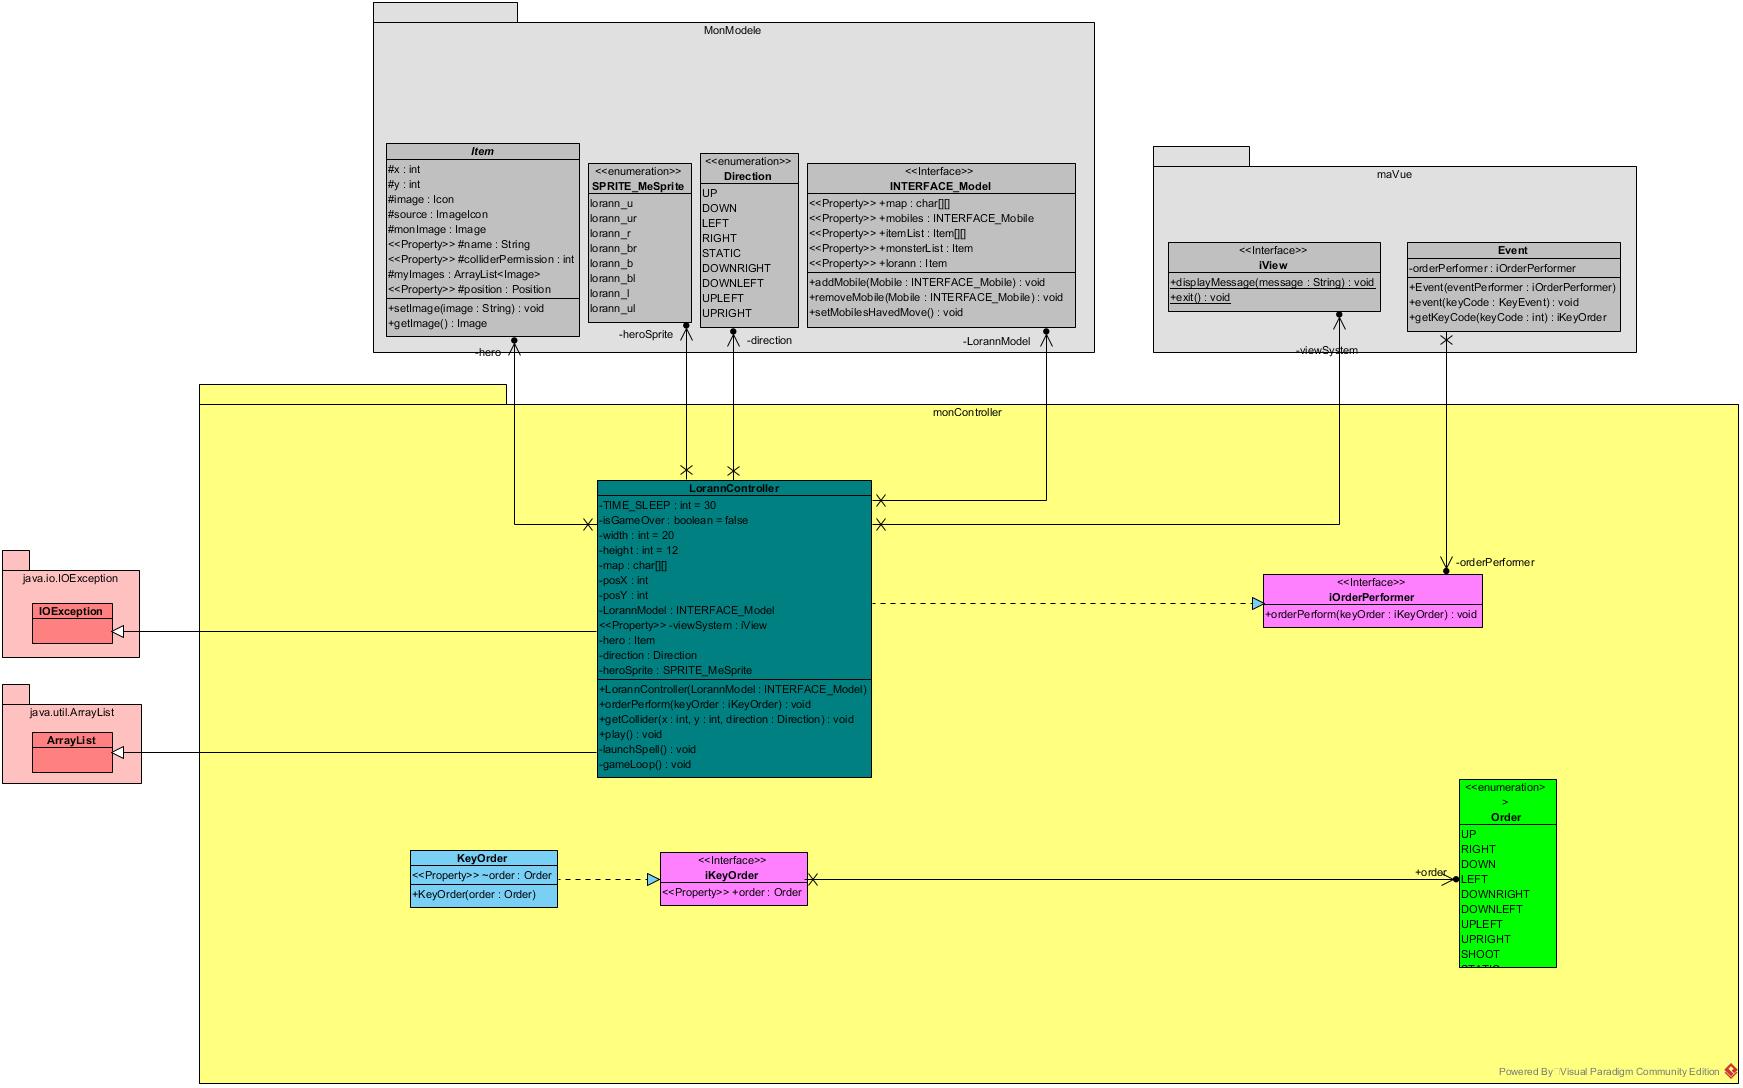 MonModele
Item
#x : int
#y : int
#image : Icon
#source : ImageIcon
#monImage : Image
<<Property>> #name : String
<<Property>> #colliderPermission : int
#myImages : ArrayList<Image>
<<Property>> #position : Position
+setImage(image : String) : void
+getImage() : Image
<<enumeration>>
SPRITE_MeSprite
lorann_u
lorann_ur
lorann_r
lorann_br
lorann_b
lorann_bl
lorann_l
lorann_ul
<<enumeration>>
Direction
UP
DOWN
LEFT
RIGHT
STATIC
DOWNRIGHT
DOWNLEFT
UPLEFT
UPRIGHT
<<Interface>>
INTERFACE_Model
<<Property>> +map : char[][]
<<Property>> +mobiles : INTERFACE_Mobile
<<Property>> +itemList : Item[][]
<<Property>> +monsterList : Item
<<Property>> +lorann : Item
+addMobile(Mobile : INTERFACE_Mobile) : void
+removeMobile(Mobile : INTERFACE_Mobile) : void
+setMobilesHavedMove() : void
-hero
-heroSprite
-direction
-LorannModel
maVue
<<Interface>>
iView
+displayMessage(message : String) : void
+exit() : void
Event
-orderPerformer : iOrderPerformer
+Event(eventPerformer : iOrderPerformer)
+event(keyCode : KeyEvent) : void
+getKeyCode(keyCode : int) : iKeyOrder
-viewSystem
monController
LorannController
-TIME_SLEEP : int = 30
-isGameOver : boolean = false
-width : int = 20
-height : int = 12
-map : char[][]
-posX : int
-posY : int
-LorannModel : INTERFACE_Model
<<Property>> -viewSystem : iView
-hero : Item
-direction : Direction
-heroSprite : SPRITE_MeSprite
+LorannController(LorannModel : INTERFACE_Model)
+orderPerform(keyOrder : iKeyOrder) : void
+getCollider(x : int, y : int, direction : Direction) : void
+play() : void
-launchSpell() : void
-gameLoop() : void
-orderPerformer
<<Interface>>
iOrderPerformer
+orderPerform(keyOrder : iKeyOrder) : void
java.io.IOException
IOException
java.util.ArrayList
ArrayList
KeyOrder
<<Property>> ~order : Order
+KeyOrder(order : Order)
<<Interface>>
iKeyOrder
<<Property>> +order : Order
+order
<<enumeration>
>
Order
UP
RIGHT
DOWN
LEFT
DOWNRIGHT
DOWNLEFT
UPLEFT
UPRIGHT
SHOOT
STATIC
Powered By Visual Paradigm Community Edition